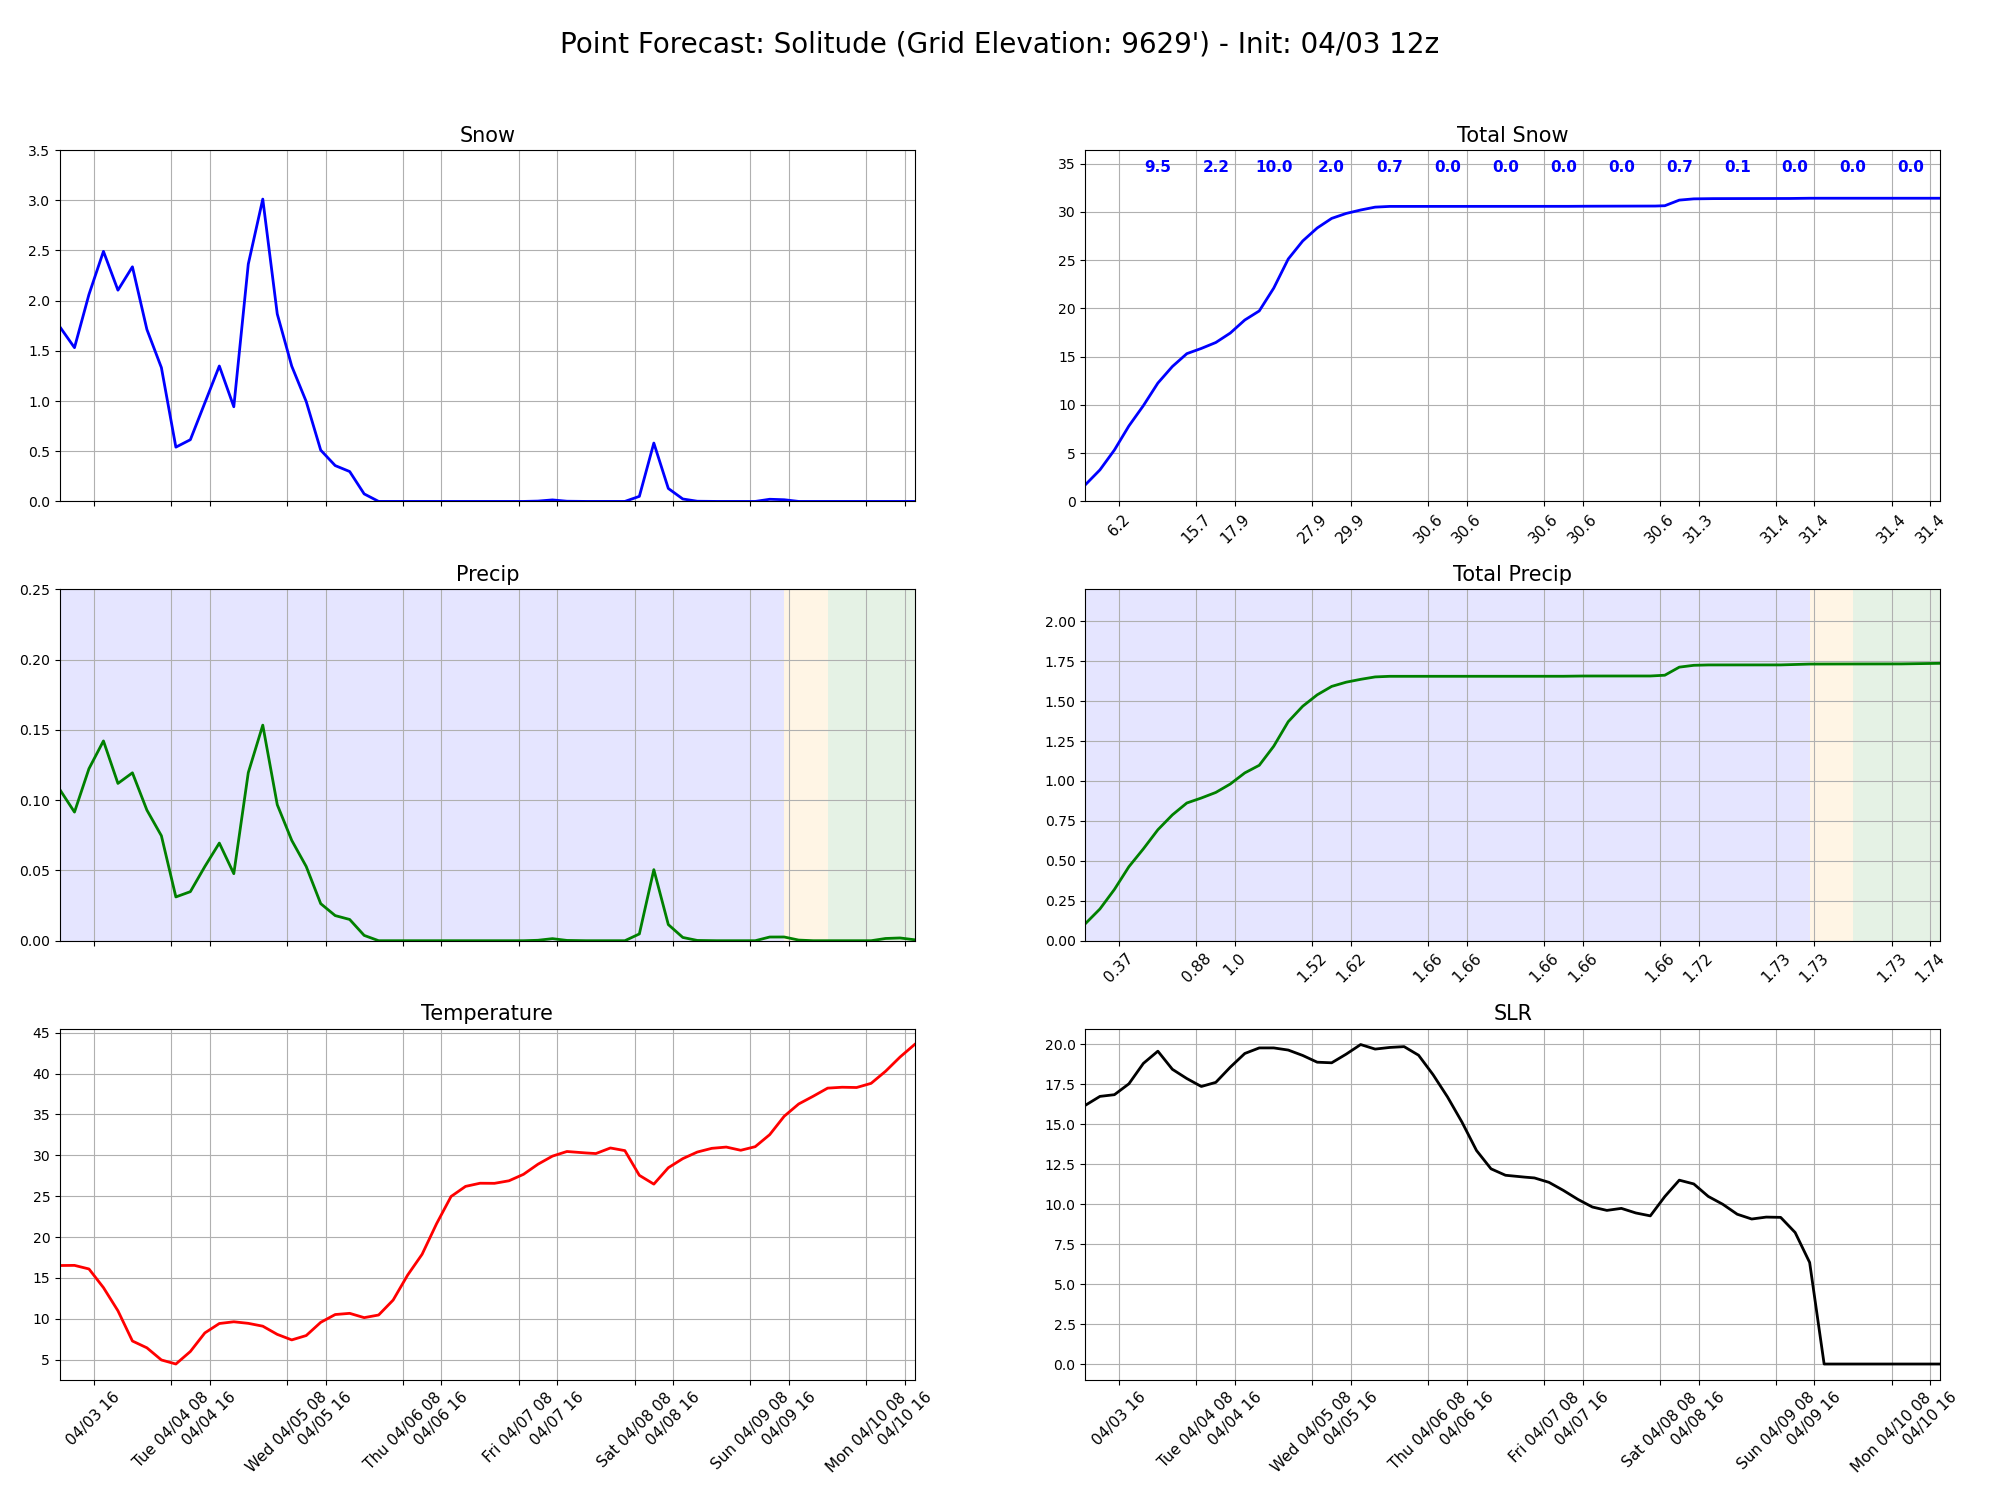 Point Forecast: Solitude (Grid Elevation: 9629') - Init: 04/03 12z
Snow
3.5
3.0
2.5
2.0
1.5
1.0
0.5
0.0
Total Snow
9.5 2.2 10.0 2.0 0.7 0.0 0.0 0.0 0.0 0.7 0.1 0.0 0.0 0.0
35
30
25
20
15
10
5
0
6.2 15.7 17.9 27.9 29.9 30.6 30.6 30.6 30.6 30.6 31.3 31.4 31.4 31.4 31.4
Precip
0.25
0.20
0.15
0.10
0.05
0.00
Total Precip
2.00
1.75
1.50
1.25
1.00
0.75
0.50
0.25
0.00
0.37 0.88 1.0 1.52 1.62 1.66 1.66 1.66 1.66 1.66 1.72 1.73 1.73 1.73 1.74
Temperature
45
40
35
30
25
20
15
10
5
04/03 16
Tue 04/04 08
04/04 16
Wed 04/05 08
04/05 16
Thu 04/06 08
04/06 16
Fri 04/07 08
04/07 16
Sat 04/08 08
04/08 16
Sun 04/09 08
04/09 16
Mon 04/10 08
04/10 16
SLR
20.0
17.5
15.0
12.5
10.0
7.5
5.0
2.5
0.0
04/03 16
Tue 04/04 08
04/04 16
Wed 04/05 08
04/05 16
Thu 04/06 08
04/06 16
Fri 04/07 08
04/07 16
Sat 04/08 08
04/08 16
Sun 04/09 08
04/09 16
Mon 04/10 08
04/10 16